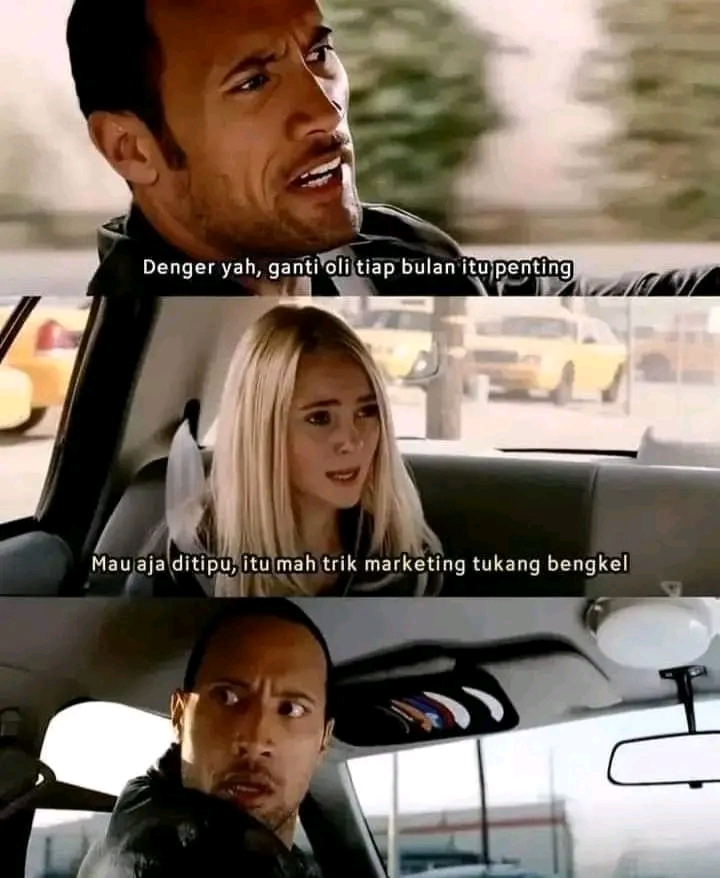 Denger yah, ganti oli tiap bulan itu penting
Mau aja ditipu, itu mah trik marketing tukang bengkel